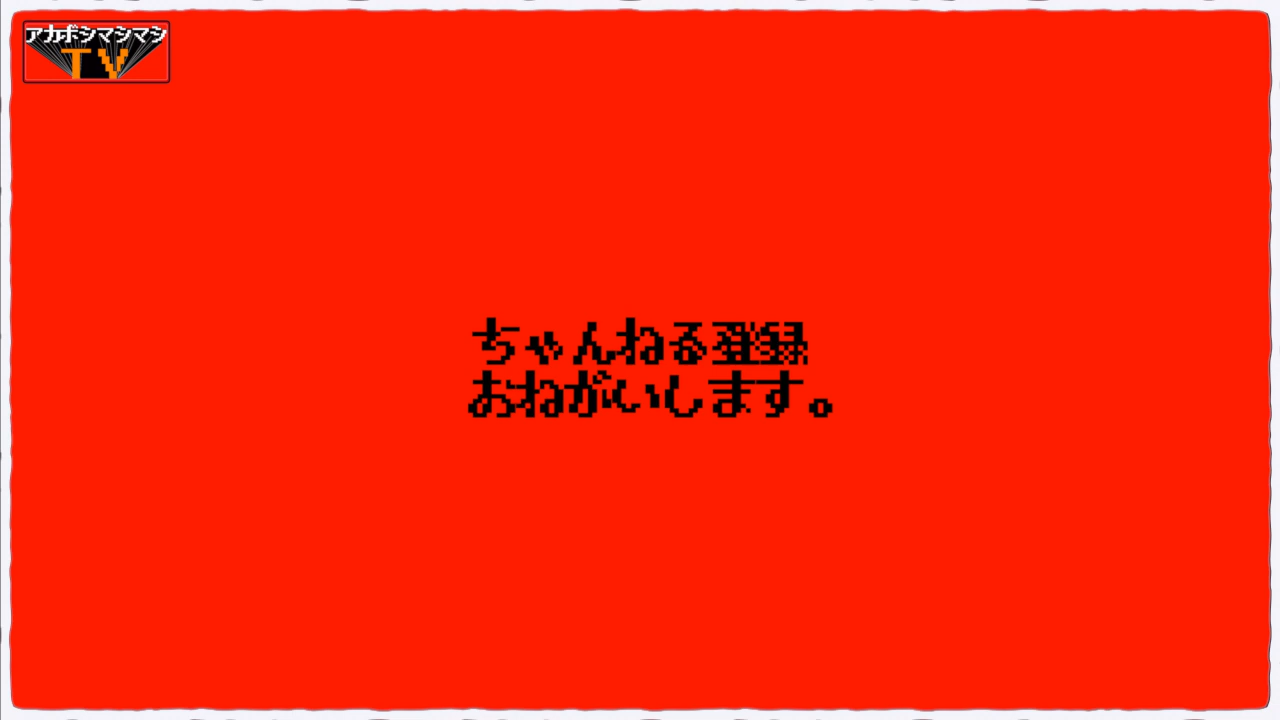 アカボシマシマシ
TV
ちゃんねる登録
おねがいします。